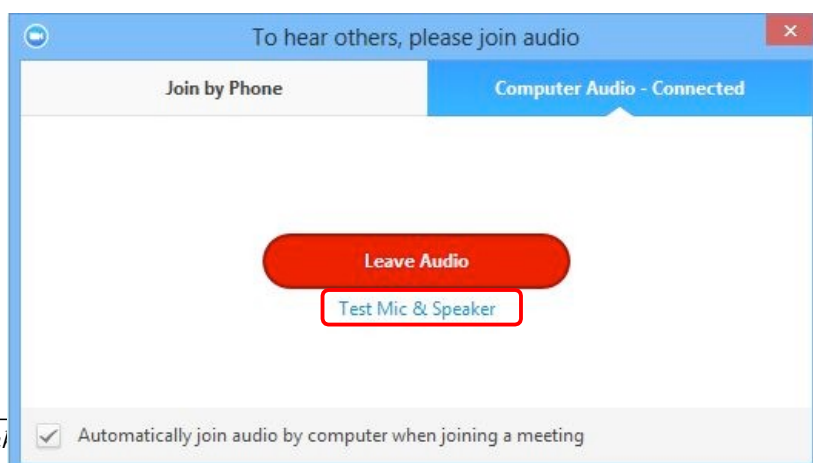 To hear others, please join audio
Join by Phone
Computer Audio - Connected
Leave Audio
Test Mic & Speaker
Automatically join audio by computer when joining a meeting